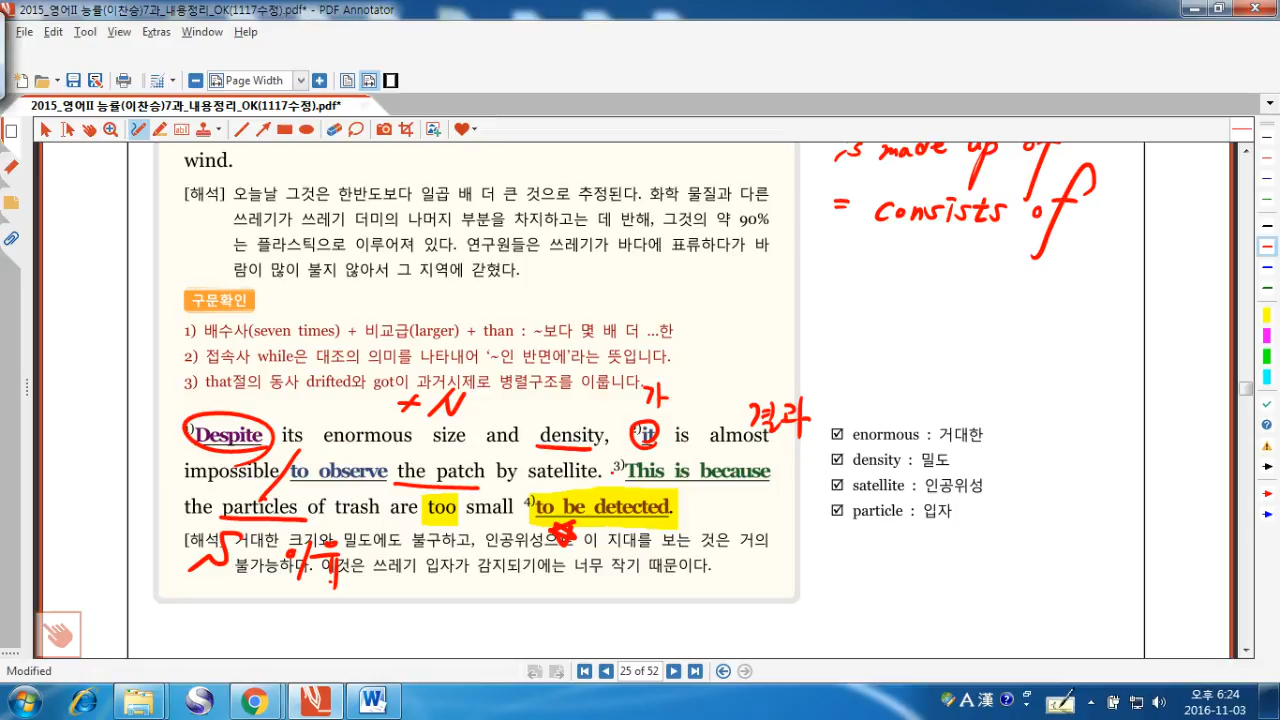 2015_영어II 능률(이찬승)7과_내용정리_OK(1117수정).pdf* - PDF Annotator
File Edit Tool View Extras Window Help
Page Width
2015_영어II 능률(이찬승)7과_내용정리_OK(1117수정).pdf*
is made up of
= consists of
wind.
[해석] 오늘날 그것은 한반도보다 일곱 배 더 큰 것으로 추정된다. 화학 물질과 다른
쓰레기가 쓰레기 더미의 나머지 부분을 차지하고는 데 반해, 그것의 약 90%
는 플라스틱으로 이루어져 있다. 연구원들은 쓰레기가 바다에 표류하다가 바
람이 많이 불지 않아서 그 지역에 갇혔다.
구문확인
1) 배수사(seven times) + 비교급(larger) + than : ~보다 몇 배 더 ...한
2) 접속사 while은 대조의 의미를 나타내어 ‘~인 반면에’라는 뜻입니다.
3) that절의 동사 drifted와 got이 과거시제로 병렬구조를 이룹니다.
+ N 가 결과
1)Despite its enormous size and density, 2)it is almost
impossible to observe the patch by satellite. 3)This is because
the particles of trash are too small 4)to be detected.
[해석] 거대한 크기와 밀도에도 불구하고, 인공위성으로 이 지대를 보는 것은 거의
불가능하다. 이것은 쓰레기 입자가 감지되기에는 너무 작기 때문이다.
이유
enormous : 거대한
density : 밀도
satellite : 인공위성
particle : 입자
Modified
25 of 52
A 漢
오후 6:24
2016-11-03